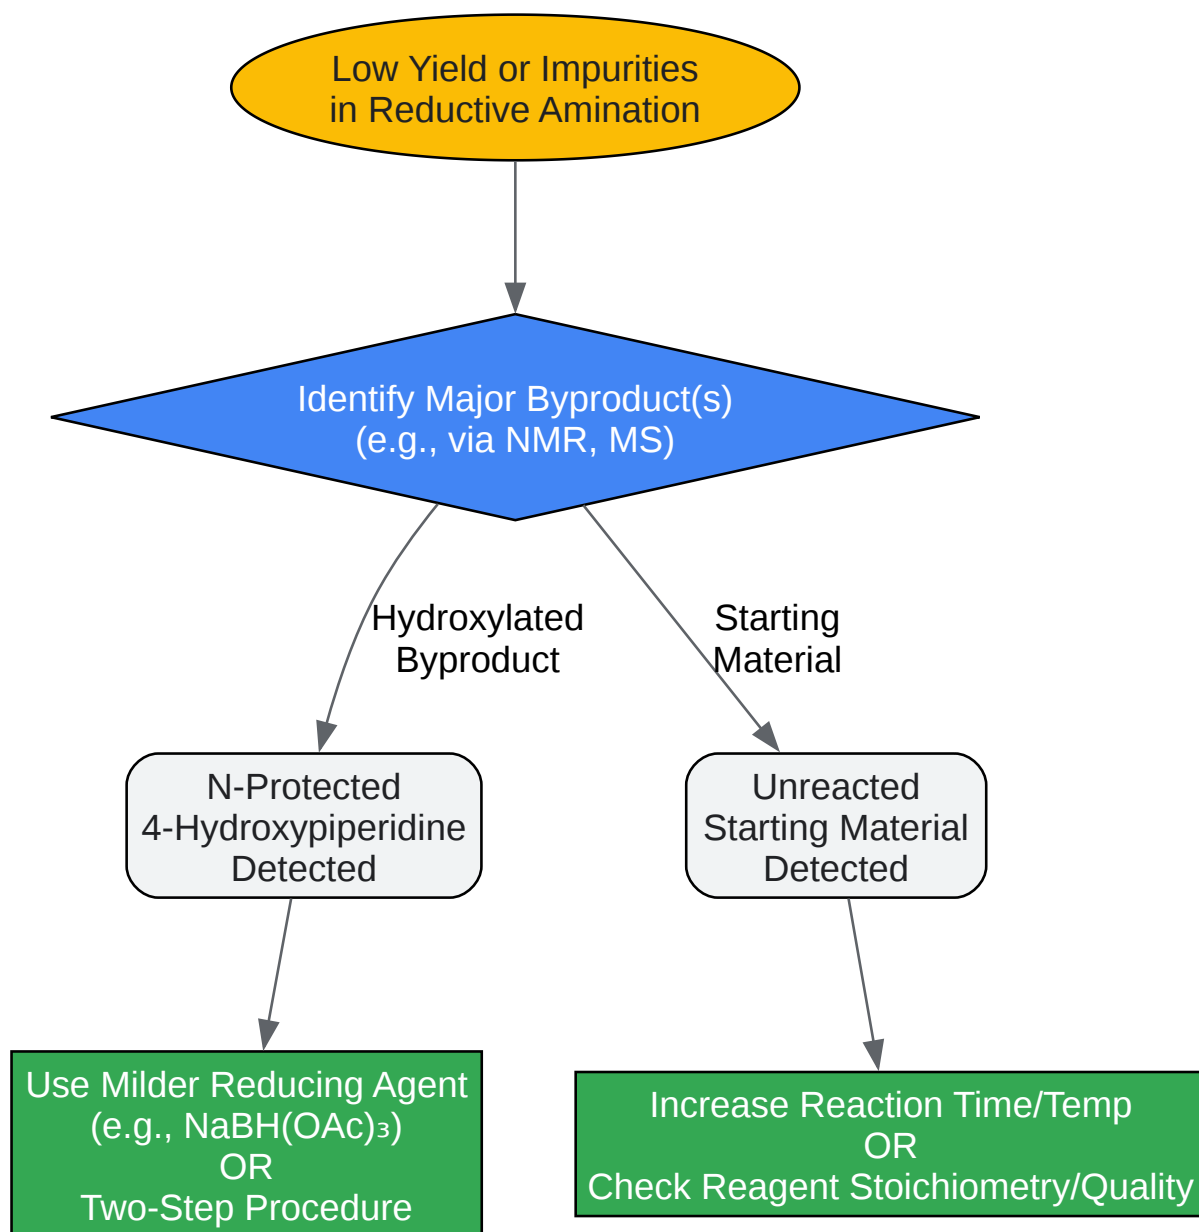 Low Yield or Impurities
in Reductive Amination
Identify Major Byproduct(s)
(e.g., via NMR, MS)
Hydroxylated
Byproduct
Starting
Material
N-Protected
4-Hydroxypiperidine
Detected
Unreacted
Starting Material
Detected
Use Milder Reducing Agent
(e.g., NaBH(OAc)₃)
OR
Two-Step Procedure
Increase Reaction Time/Temp
OR
Check Reagent Stoichiometry/Quality